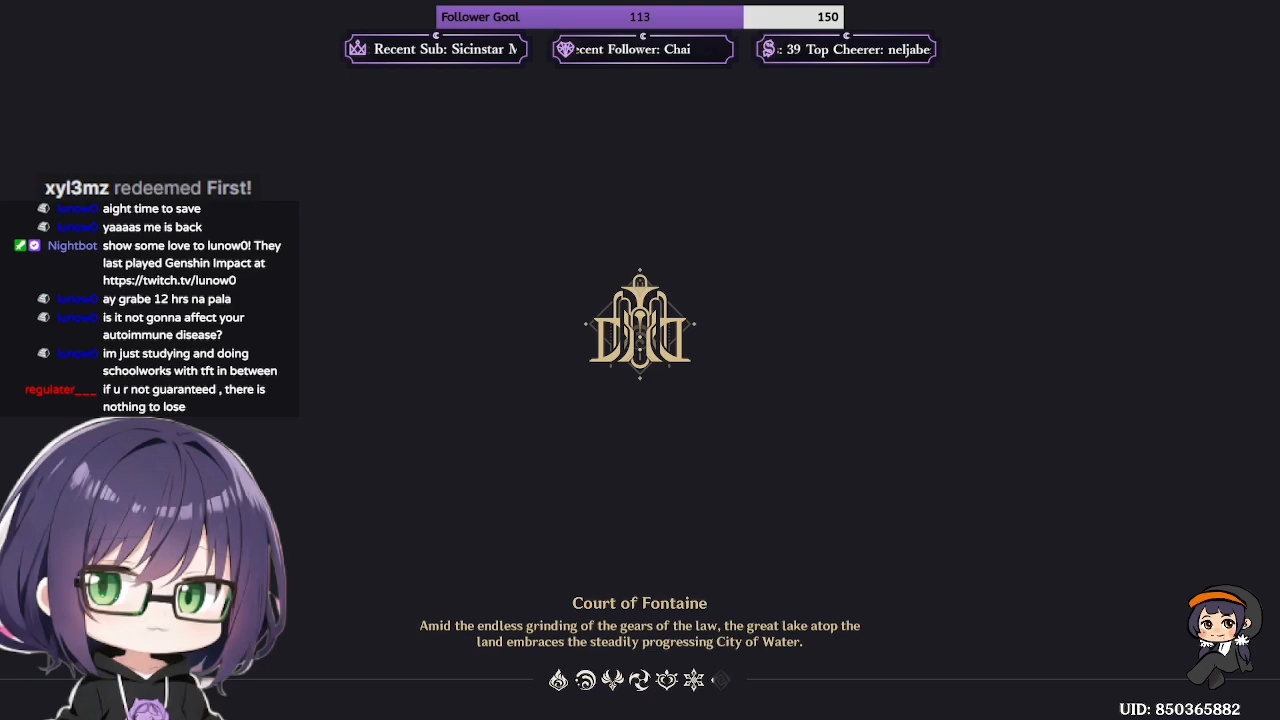 Follower Goal 113 150
Recent Sub: Sicinstar
ecent Follower: Chai
: 39 Top Cheerer: neljabe
xyl3mz redeemed First!
lunow0 aight time to save
lunow0 yaaaas me is back
Nightbot show some love to lunow0! They
last played Genshin Impact at
https://twitch.tv/lunow0
lunow0 ay grabe 12 hrs na pala
lunow0 is it not gonna affect your
autoimmune disease?
lunow0 im just studying and doing
schoolworks with tft in between
regulater___ if u r not guaranteed , there is
nothing to lose
Court of Fontaine
Amid the endless grinding of the gears of the law, the great lake atop the
land embraces the steadily progressing City of Water.
UID: 850365882